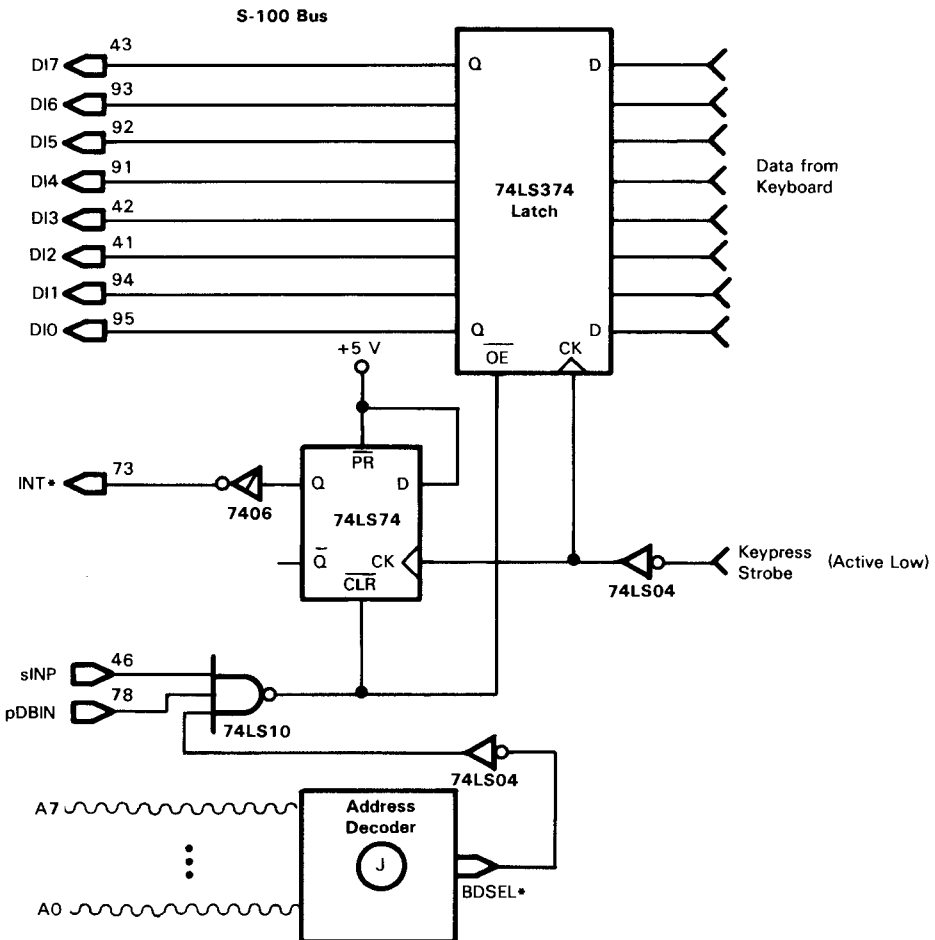 S-100 Bus
DI7 43 Q D
DI6 93
DI5 92
DI4 91 74LS374 Latch
Data from
Keyboard
DI3 42
DI2 41
DI1 94
DI0 95 Q D
OE CK
+5 V
PR
INT* 73 7406 Q D
74LS74
Q CK
CLR
74LS04
Keypress
Strobe (Active Low)
sINP 46
pDBIN 78
74LS10
74LS04
A7
Address
Decoder
J
BDSEL*
A0